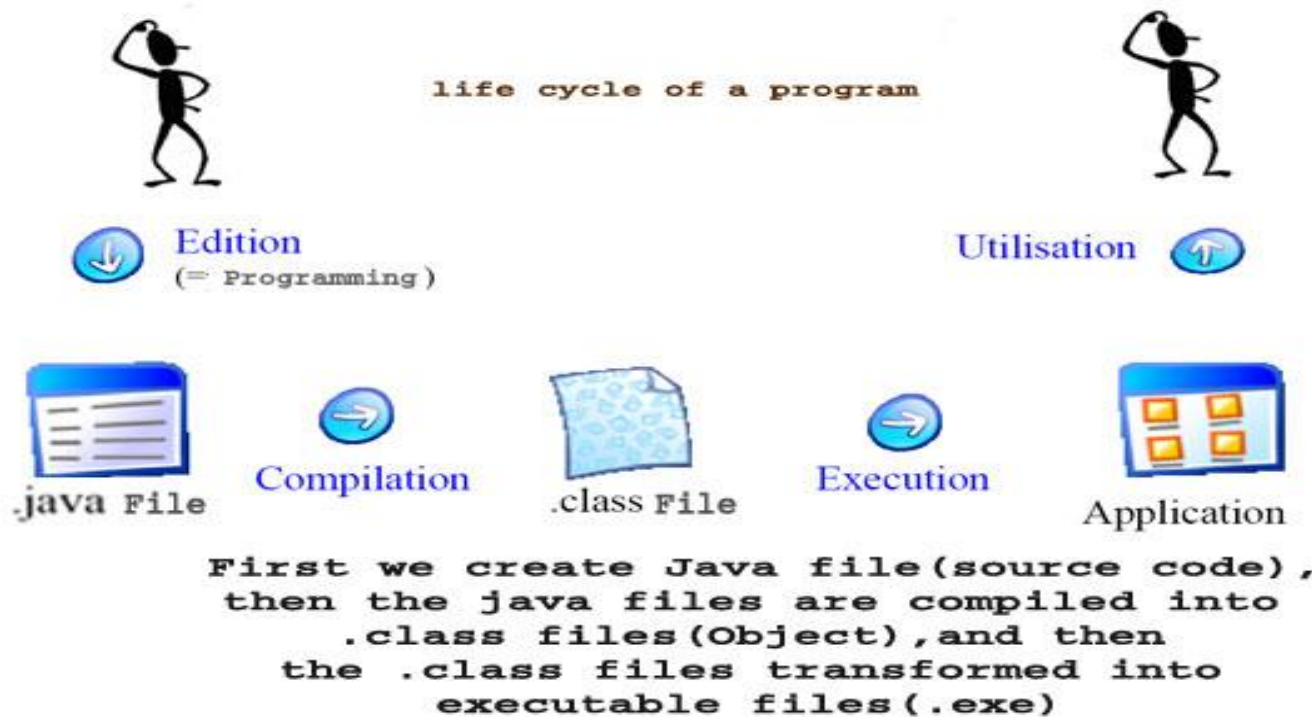 life cycle of a program
Edition
(= Programming)
Utilisation
Compilation
Execution
.java File
.class File
Application
First we create Java file(source code),
then the java files are compiled into
.class files(Object),and then
the .class files transformed into
executable files(.exe)